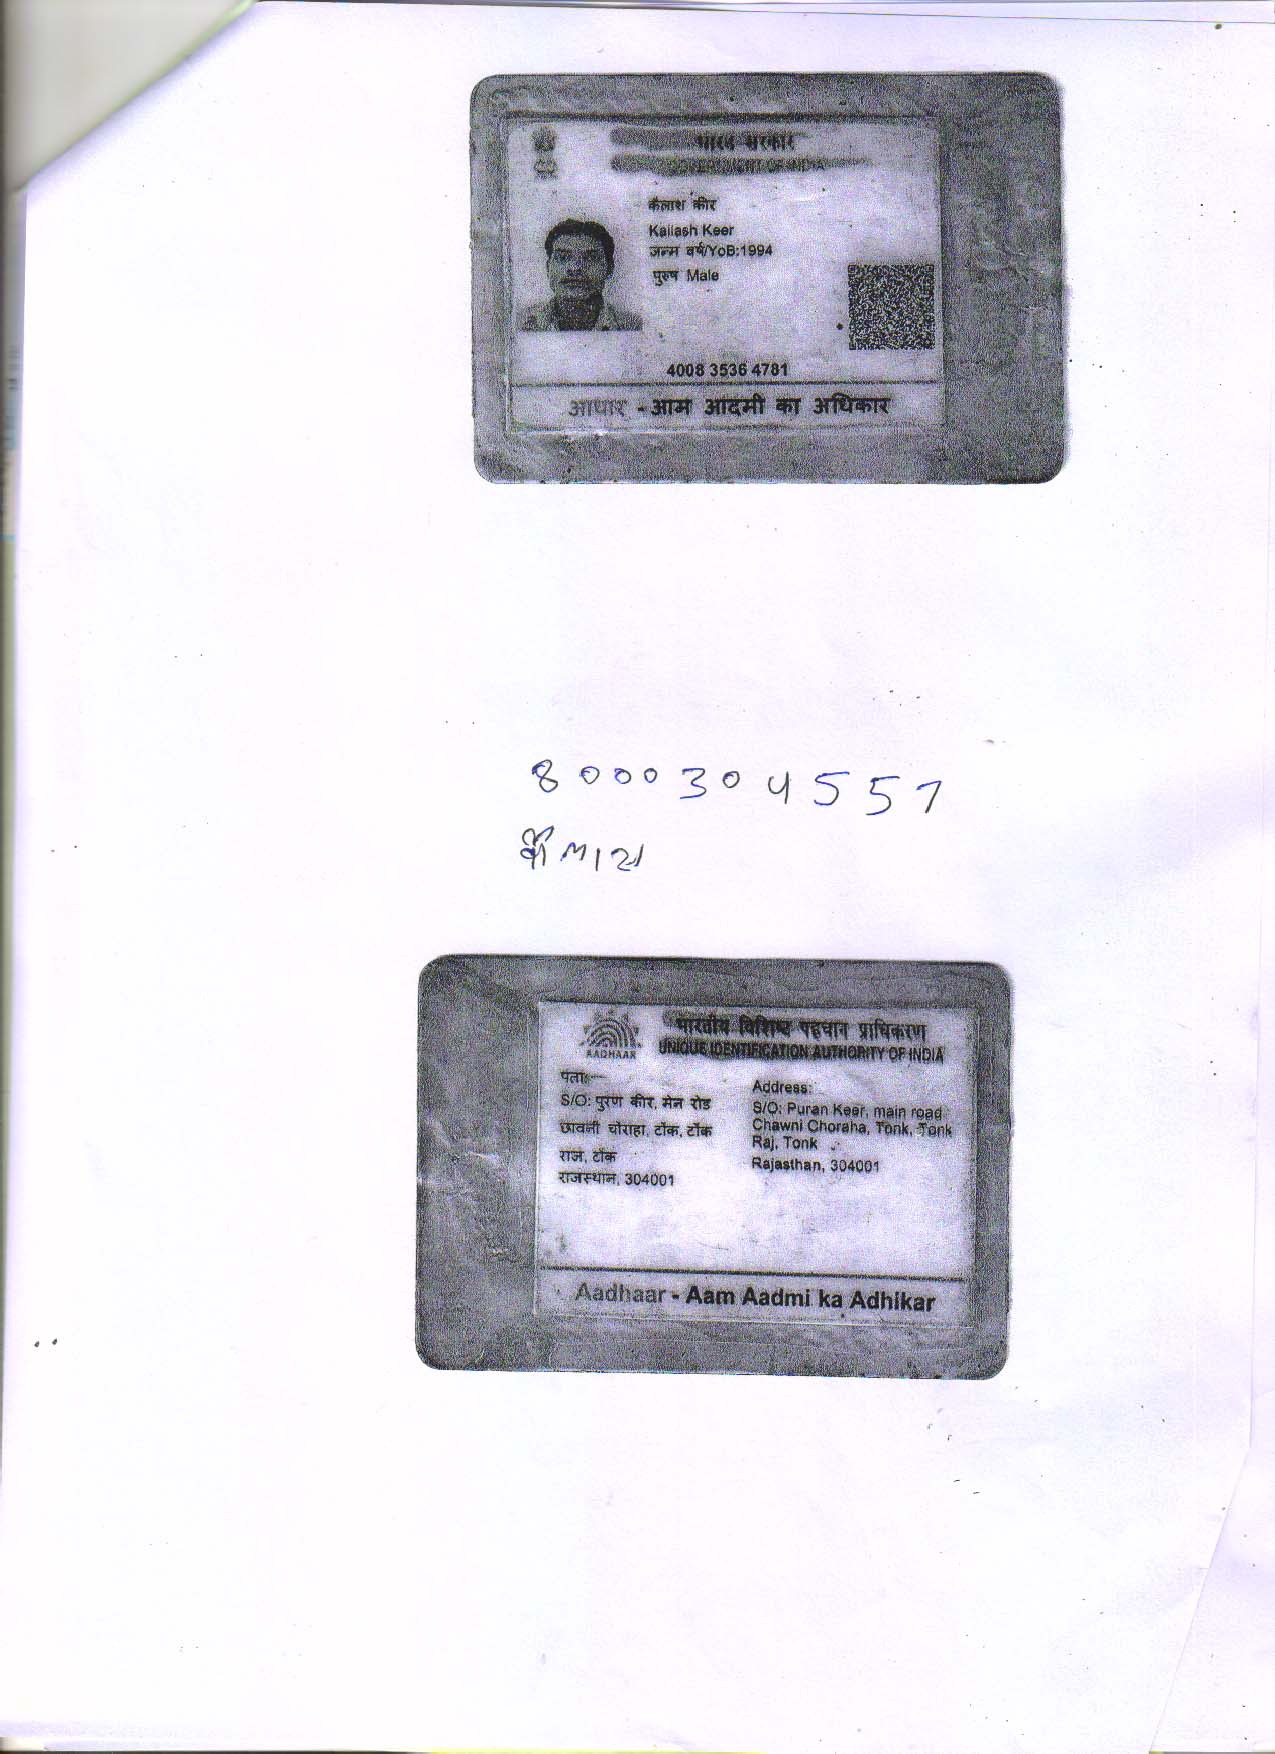 भारत सरकार
GOVERNMENT OF INDIA
कैलाश कीर
Kailash Keer
जन्म वर्ष/YoB:1994
पुरुष Male
4008 3536 4781
आधार - आम आदमी का अधिकार
8000304557
कैलाश
भारतीय विशिष्ट पहचान प्राधिकरण
AADHAAR
UNIQUE IDENTIFICATION AUTHORITY OF INDIA
पताः
S/O: पुरण कीर, मेन रोड
छावनी चौराहा, टोंक, टोंक
राज, टोंक
राजस्थान, 304001
Address:
S/O: Puran Keer, main road
Chawni Choraha, Tonk, Tonk
Raj, Tonk
Rajasthan, 304001
Aadhaar - Aam Aadmi ka Adhikar